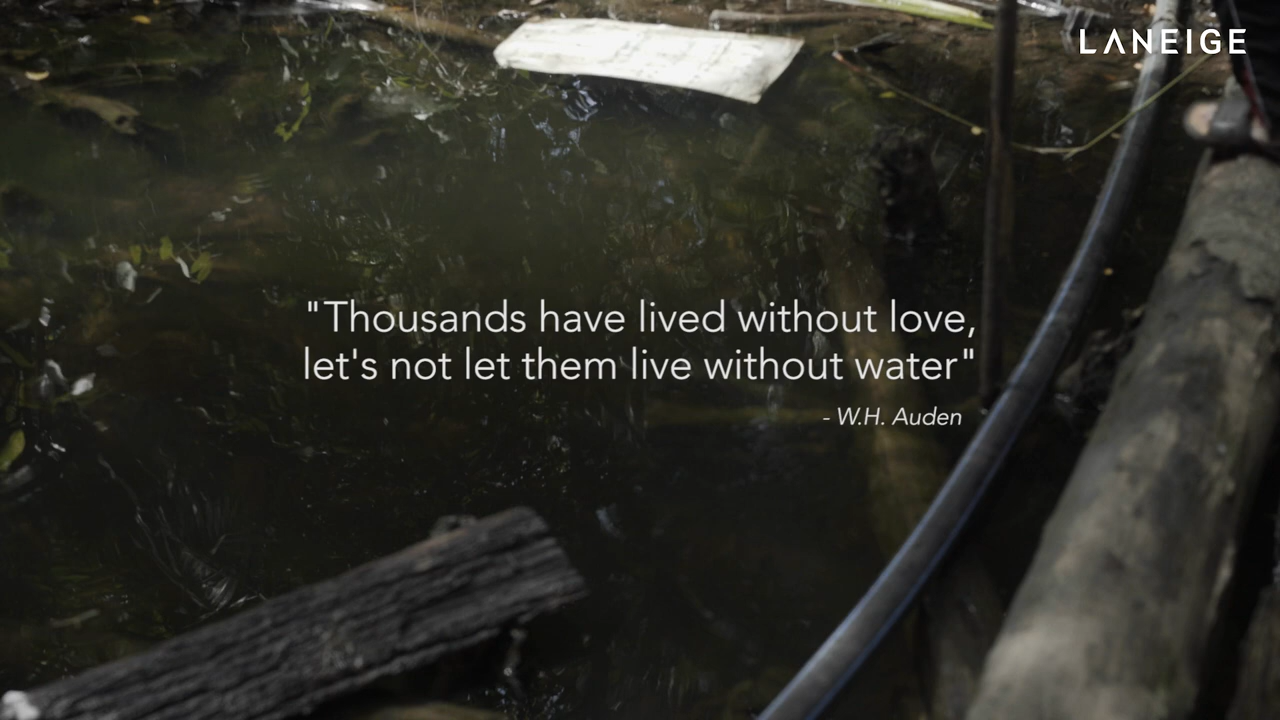 LANEIGE
"Thousands have lived without love,
let's not let them live without water"
- W.H. Auden